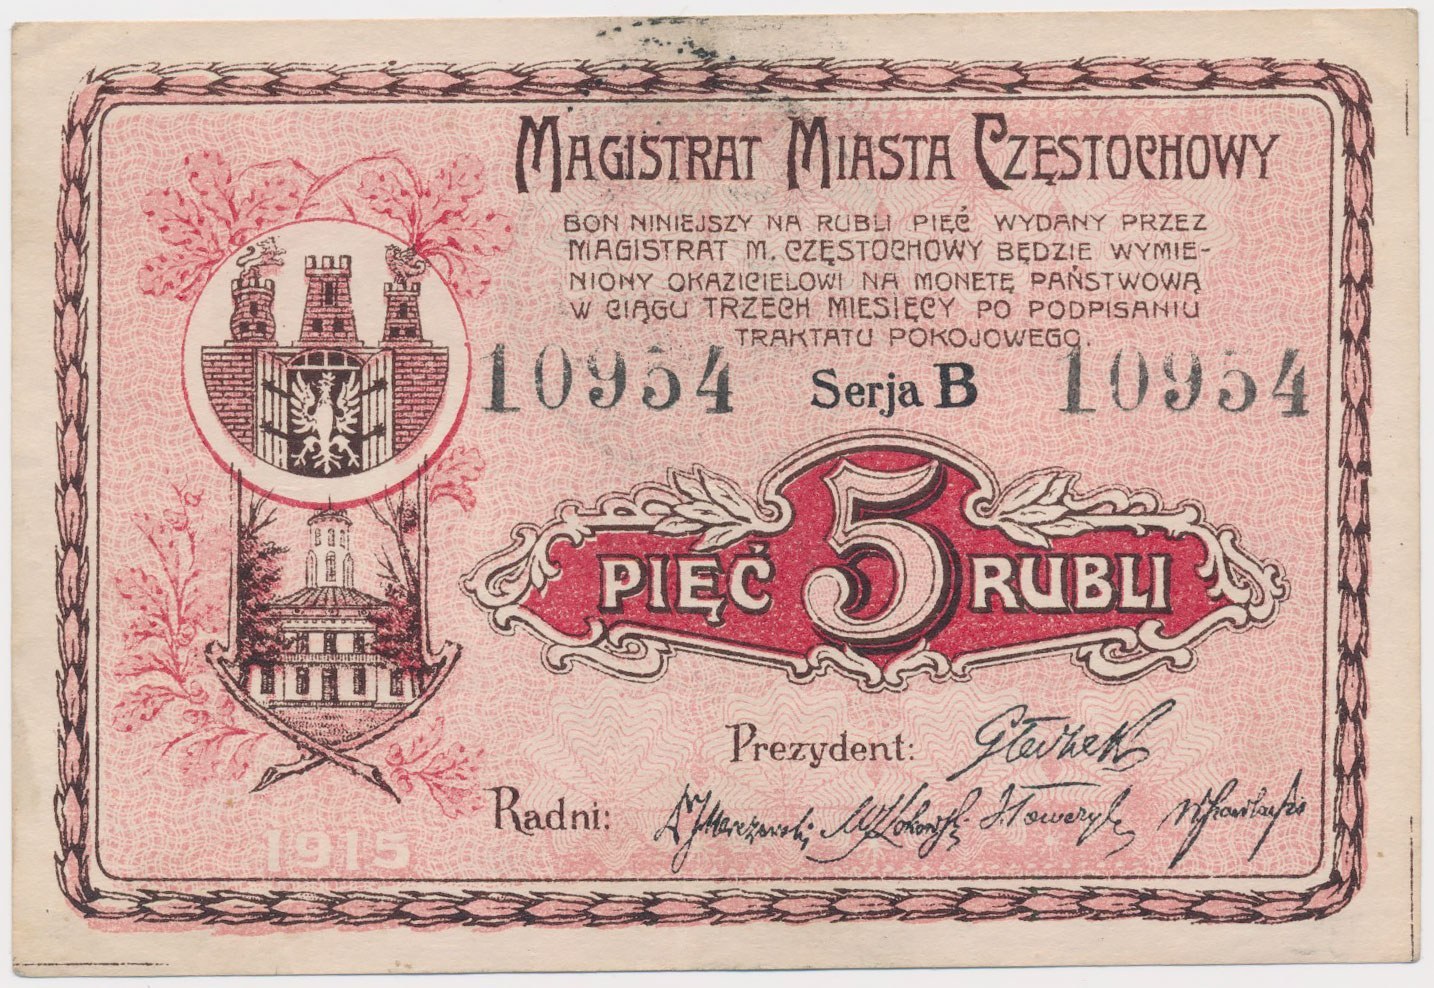 MAGISTRAT MIASTA CZĘSTOCHOWY
BON NINIEJSZY NA RUBLI PIĘĆ WYDANY PRZEZ
MAGISTRAT M. CZĘSTOCHOWY BĘDZIE WYMIE-
NIONY OKAZICIELOWI NA MONETĘ PAŃSTWOWĄ
W CIĄGU TRZECH MIESIĘCY PO PODPISANIU
TRAKTATU POKOJOWEGO.
10954 Serja B 10954
PIĘĆ 5 RUBLI
Prezydent:
Radni:
1915